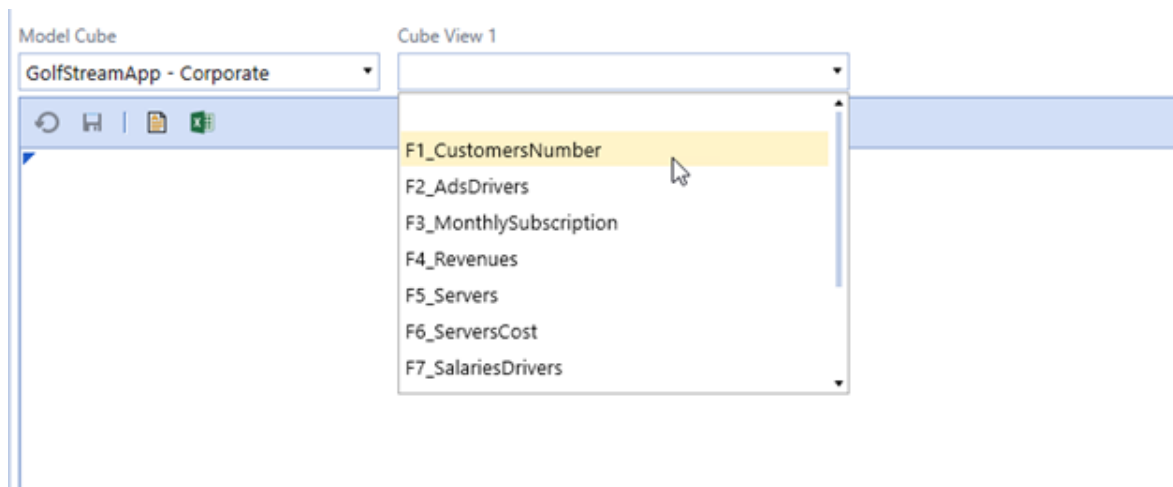 Model Cube
Cube View 1
GolfStreamApp - Corporate
F1_CustomersNumber
F2_AdsDrivers
F3_MonthlySubscription
F4_Revenues
F5_Servers
F6_ServersCost
F7_SalariesDrivers